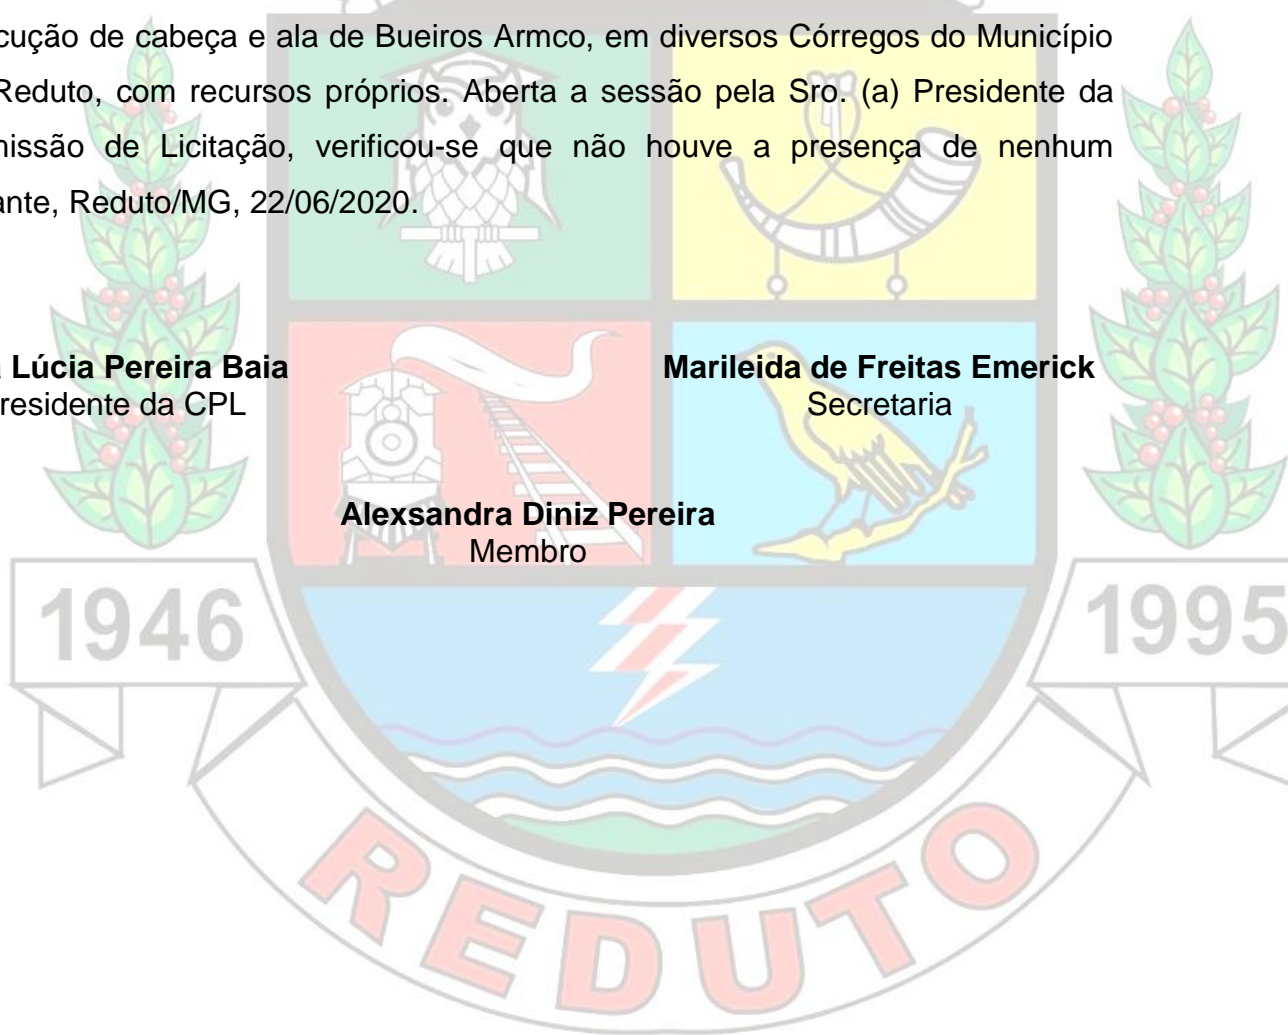 cução de cabeça e ala de Bueiros Armco, em diversos Córregos do Município
Reduto, com recursos próprios. Aberta a sessão pela Sro. (a) Presidente da
issão de Licitação, verificou-se que não houve a presença de nenhum
ante, Reduto/MG, 22/06/2020.
Lúcia Pereira Baia
residente da CPL
Marileida de Freitas Emerick
Secretaria
Alexsandra Diniz Pereira
Membro
1946
1995
REDUTO